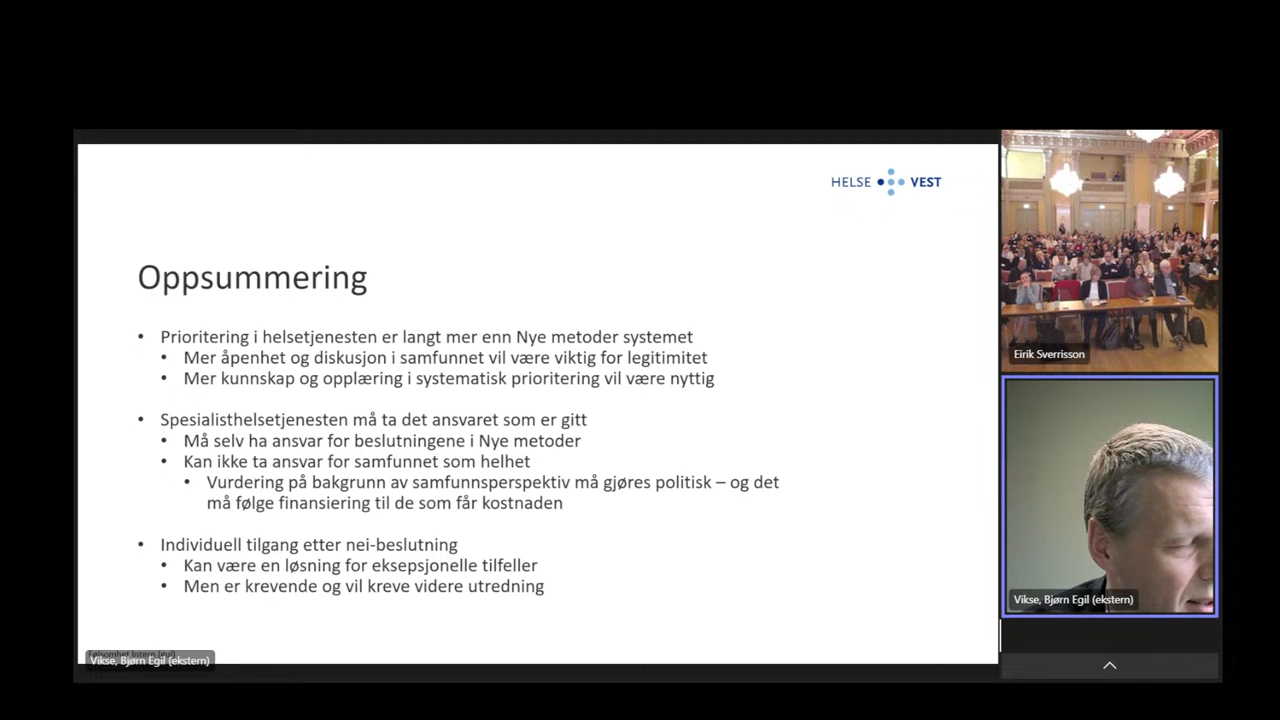 HELSE VEST
Oppsummering
• Prioritering i helsetjenesten er langt mer enn Nye metoder systemet
• Mer åpenhet og diskusjon i samfunnet vil være viktig for legitimitet
• Mer kunnskap og opplæring i systematisk prioritering vil være nyttig
• Spesialisthelsetjenesten må ta det ansvaret som er gitt
• Må selv ha ansvar for beslutningene i Nye metoder
• Kan ikke ta ansvar for samfunnet som helhet
• Vurdering på bakgrunn av samfunnsperspektiv må gjøres politisk – og det
må følge finansiering til de som får kostnaden
• Individuell tilgang etter nei-beslutning
• Kan være en løsning for eksepsjonelle tilfeller
• Men er krevende og vil kreve videre utredning
Følsomhet Intern (gul)
Vikse, Bjørn Egil (ekstern)
Eirik Sverrisson
Vikse, Bjørn Egil (ekstern)